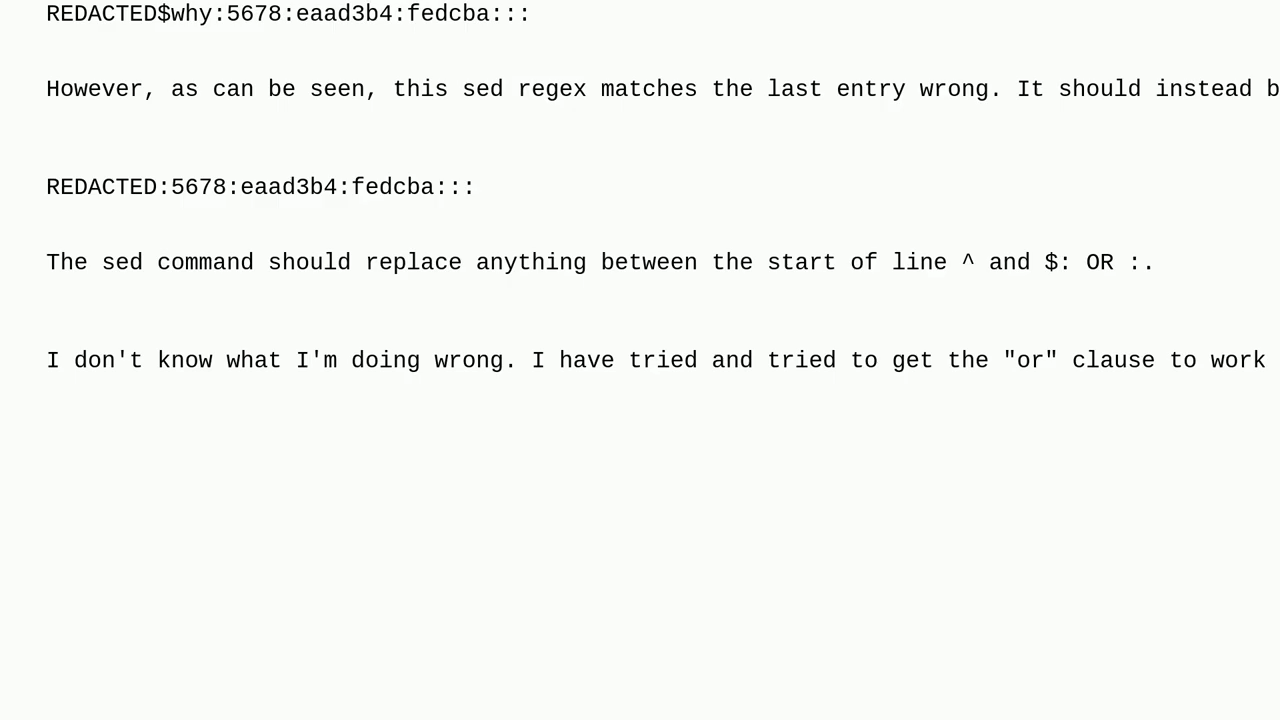 REDACTED$why:5678:eaad3b4:fedcba:::
However, as can be seen, this sed regex matches the last entry wrong. It should instead b
REDACTED:5678:eaad3b4:fedcba:::
The sed command should replace anything between the start of line ^ and $: OR :.
I don't know what I'm doing wrong. I have tried and tried to get the "or" clause to work